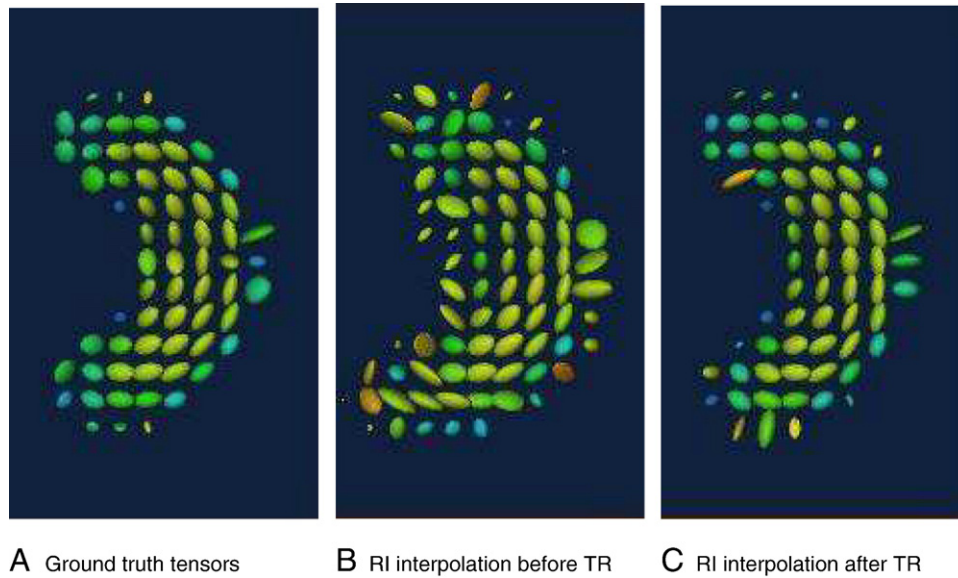 A Ground truth tensors
B RI interpolation before TR
C RI interpolation after TR